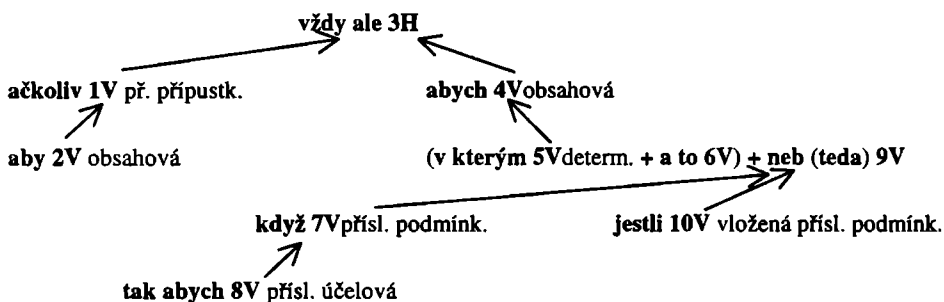 vždy ale 3H
ačkoliv 1V př. přípustk. abych 4Vobsahová
aby 2V obsahová (v kterým 5Vdeterm. + a to 6V) + neb (teda) 9V
když 7Vpřísl. podmínk. jestli 10V vložená přísl. podmínk.
tak abych 8V přísl. účelová